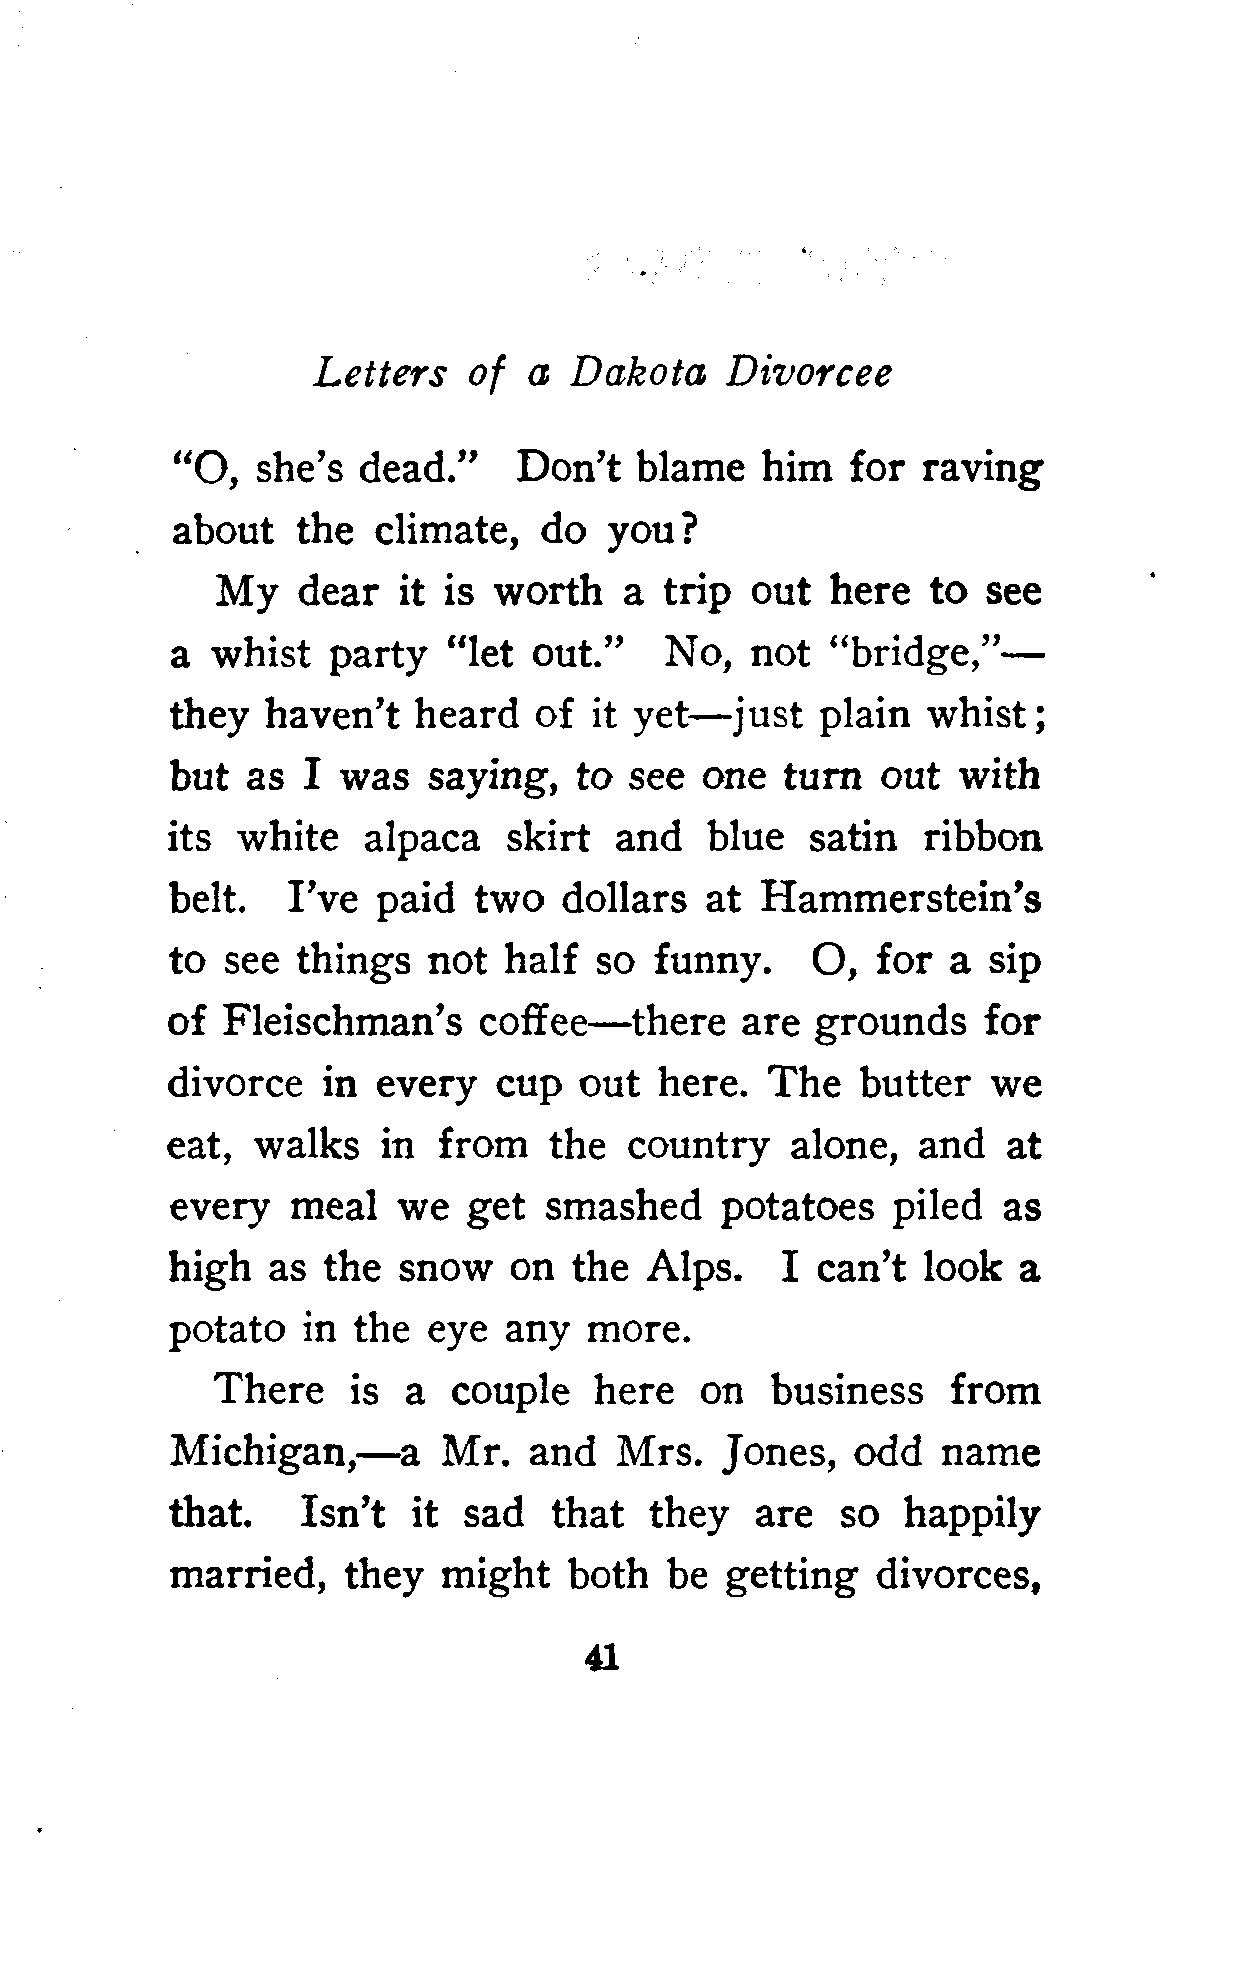 Letters of a Dakota Divorcee
“O, she’s dead.” Don’t blame him for raving
about the climate, do you?
My dear it is worth a trip out here to see
a whist party “let out.” No, not “bridge,”—
they haven’t heard of it yet—just plain whist;
but as I was saying, to see one turn out with
its white alpaca skirt and blue satin ribbon
belt. I’ve paid two dollars at Hammerstein’s
to see things not half so funny. O, for a sip
of Fleischman’s coffee—there are grounds for
divorce in every cup out here. The butter we
eat, walks in from the country alone, and at
every meal we get smashed potatoes piled as
high as the snow on the Alps. I can’t look a
potato in the eye any more.
There is a couple here on business from
Michigan,—a Mr. and Mrs. Jones, odd name
that. Isn’t it sad that they are so happily
married, they might both be getting divorces,
41